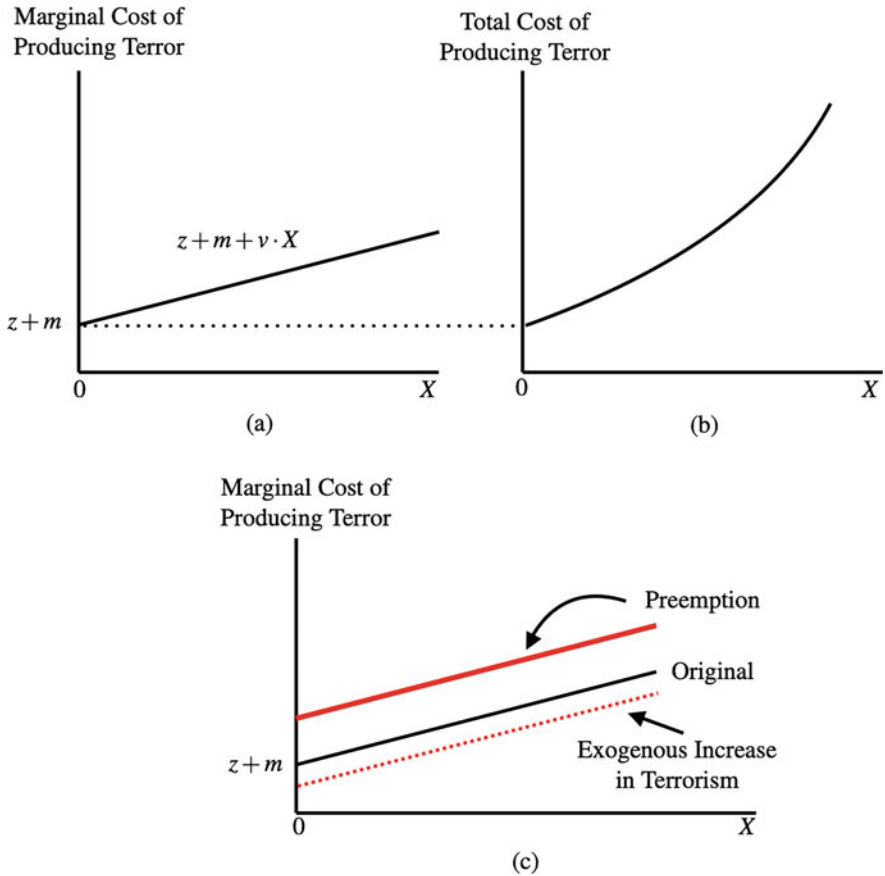 Marginal Cost of
Producing Terror
z+m+v·X
z+m
0
X
(a)
Total Cost of
Producing Terror
0
X
(b)
Marginal Cost of
Producing Terror
Preemption
Original
z+m
Exogenous Increase
in Terrorism
0
X
(c)